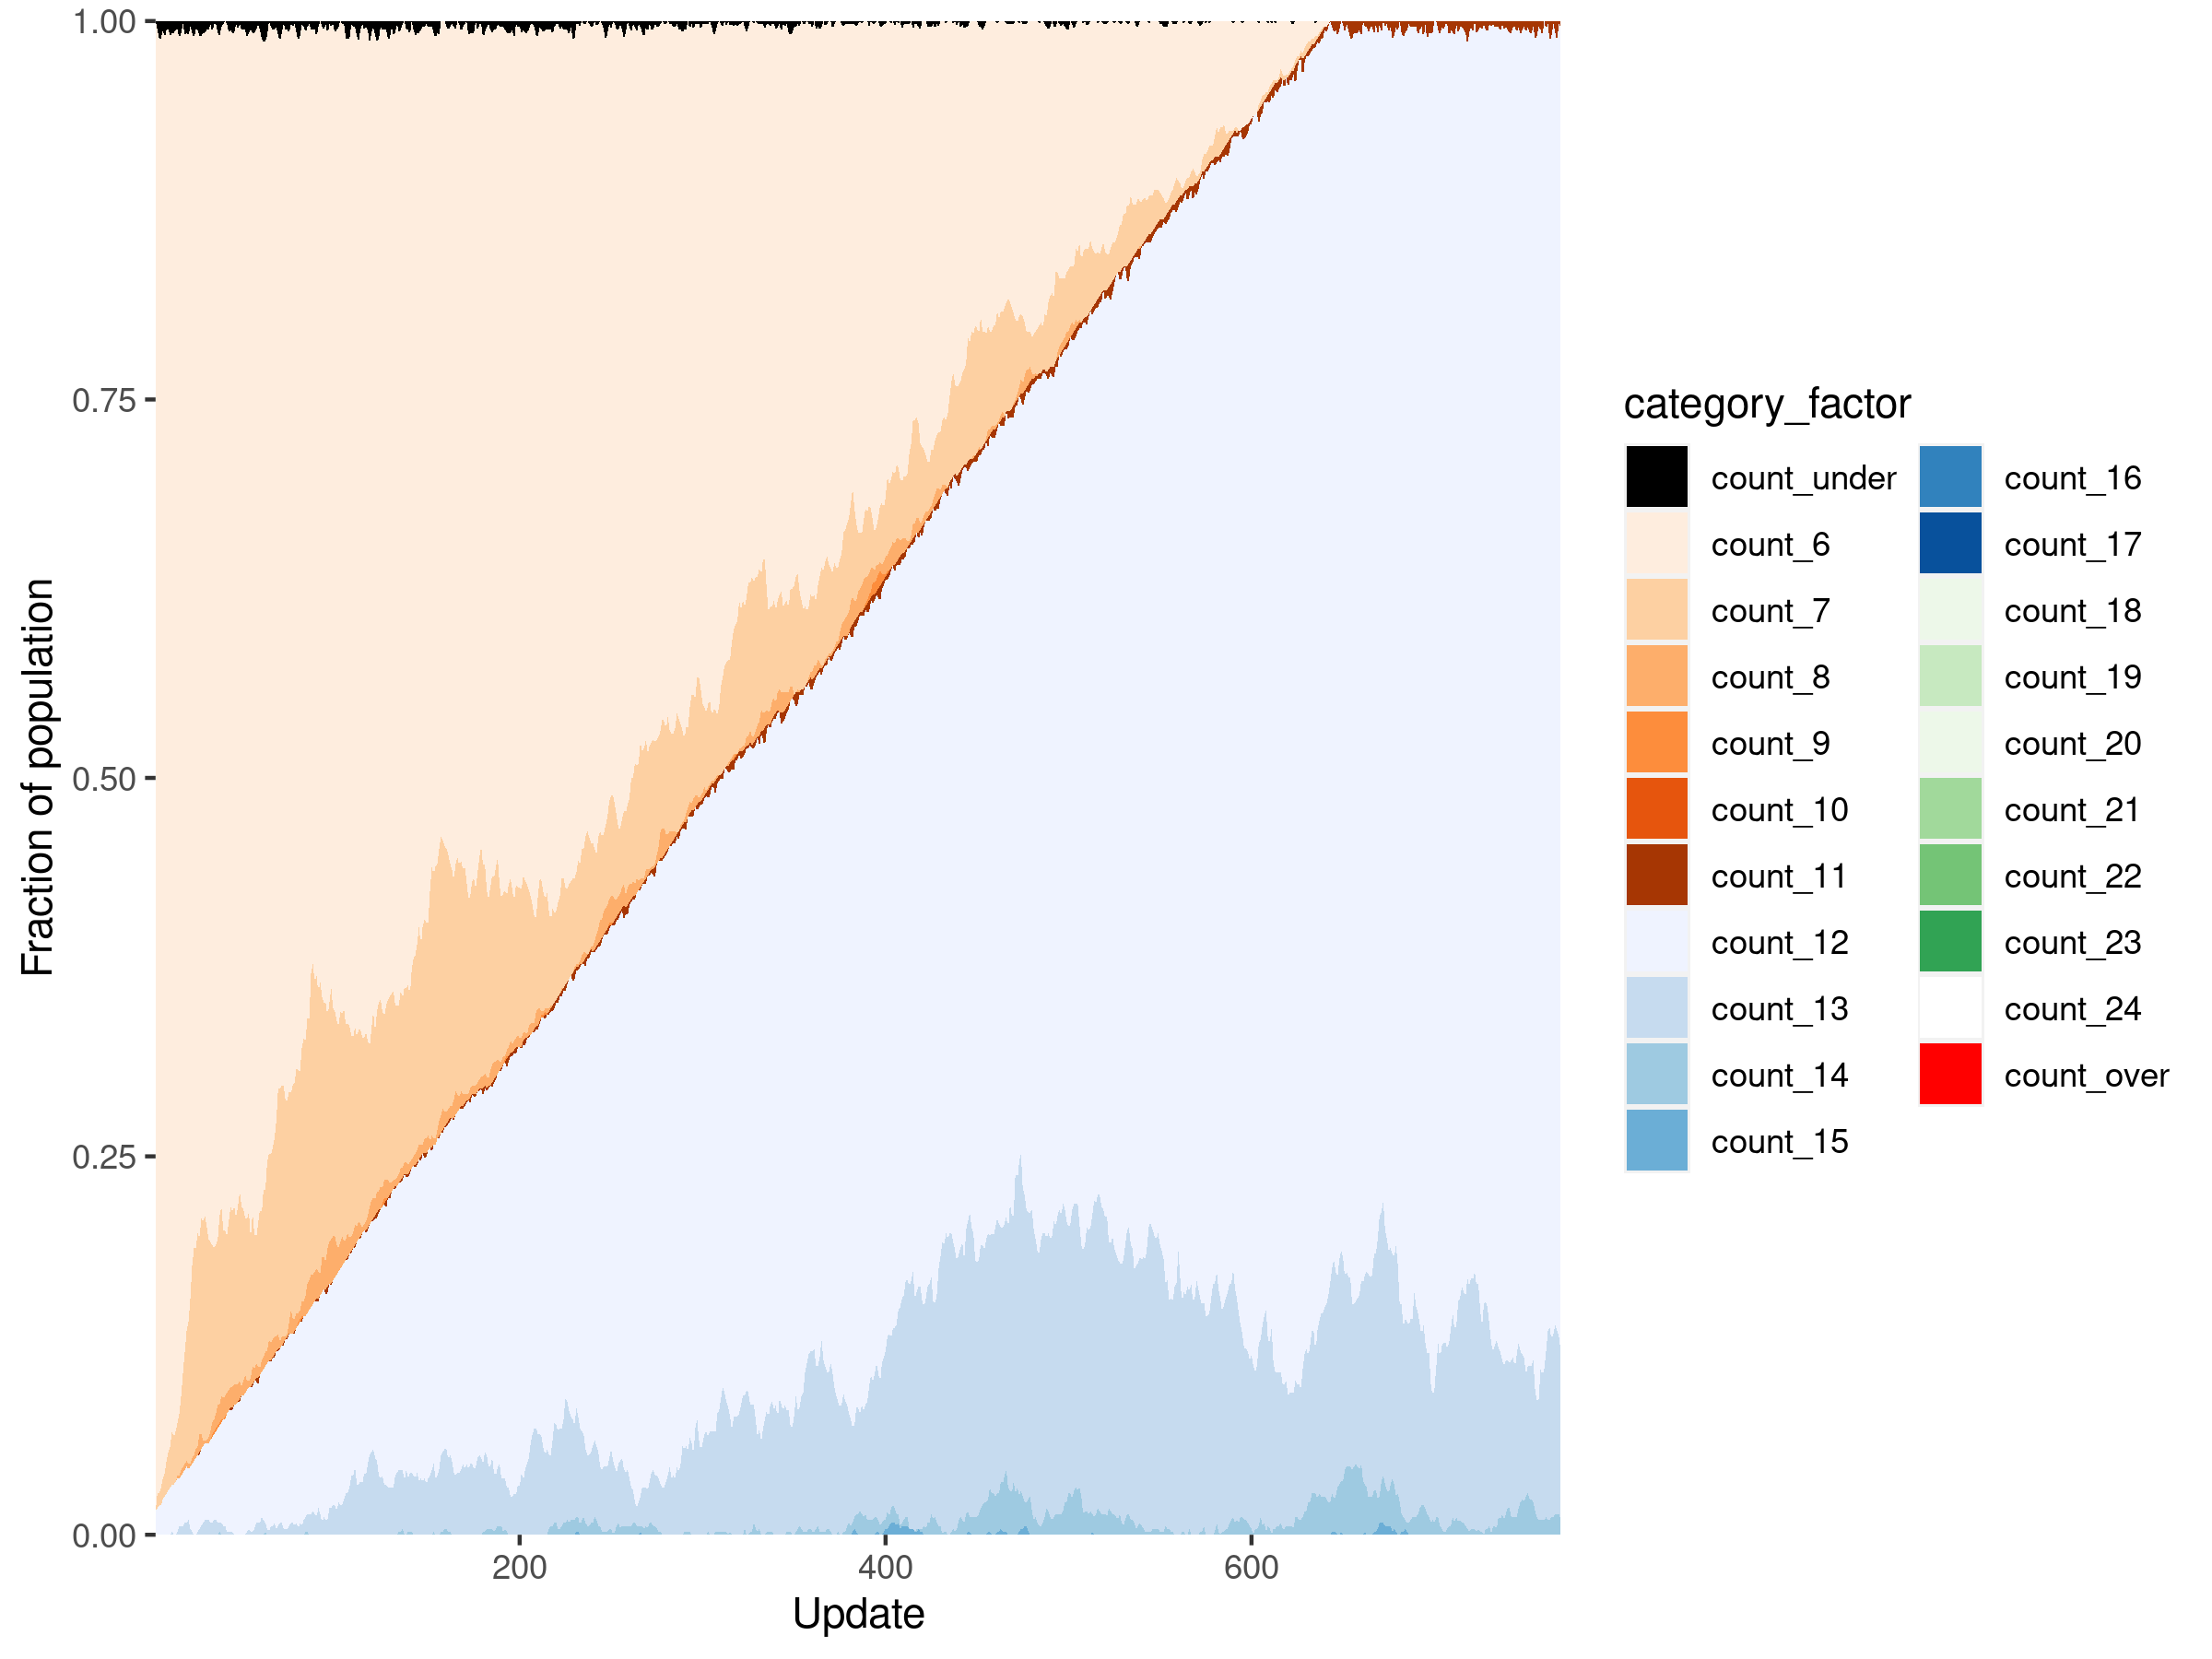 1.00
0.75
0.50
0.25
0.00
Fraction of population
200
400
600
Update
category_factor
count_under
count_6
count_7
count_8
count_9
count_10
count_11
count_12
count_13
count_14
count_15
count_16
count_17
count_18
count_19
count_20
count_21
count_22
count_23
count_24
count_over